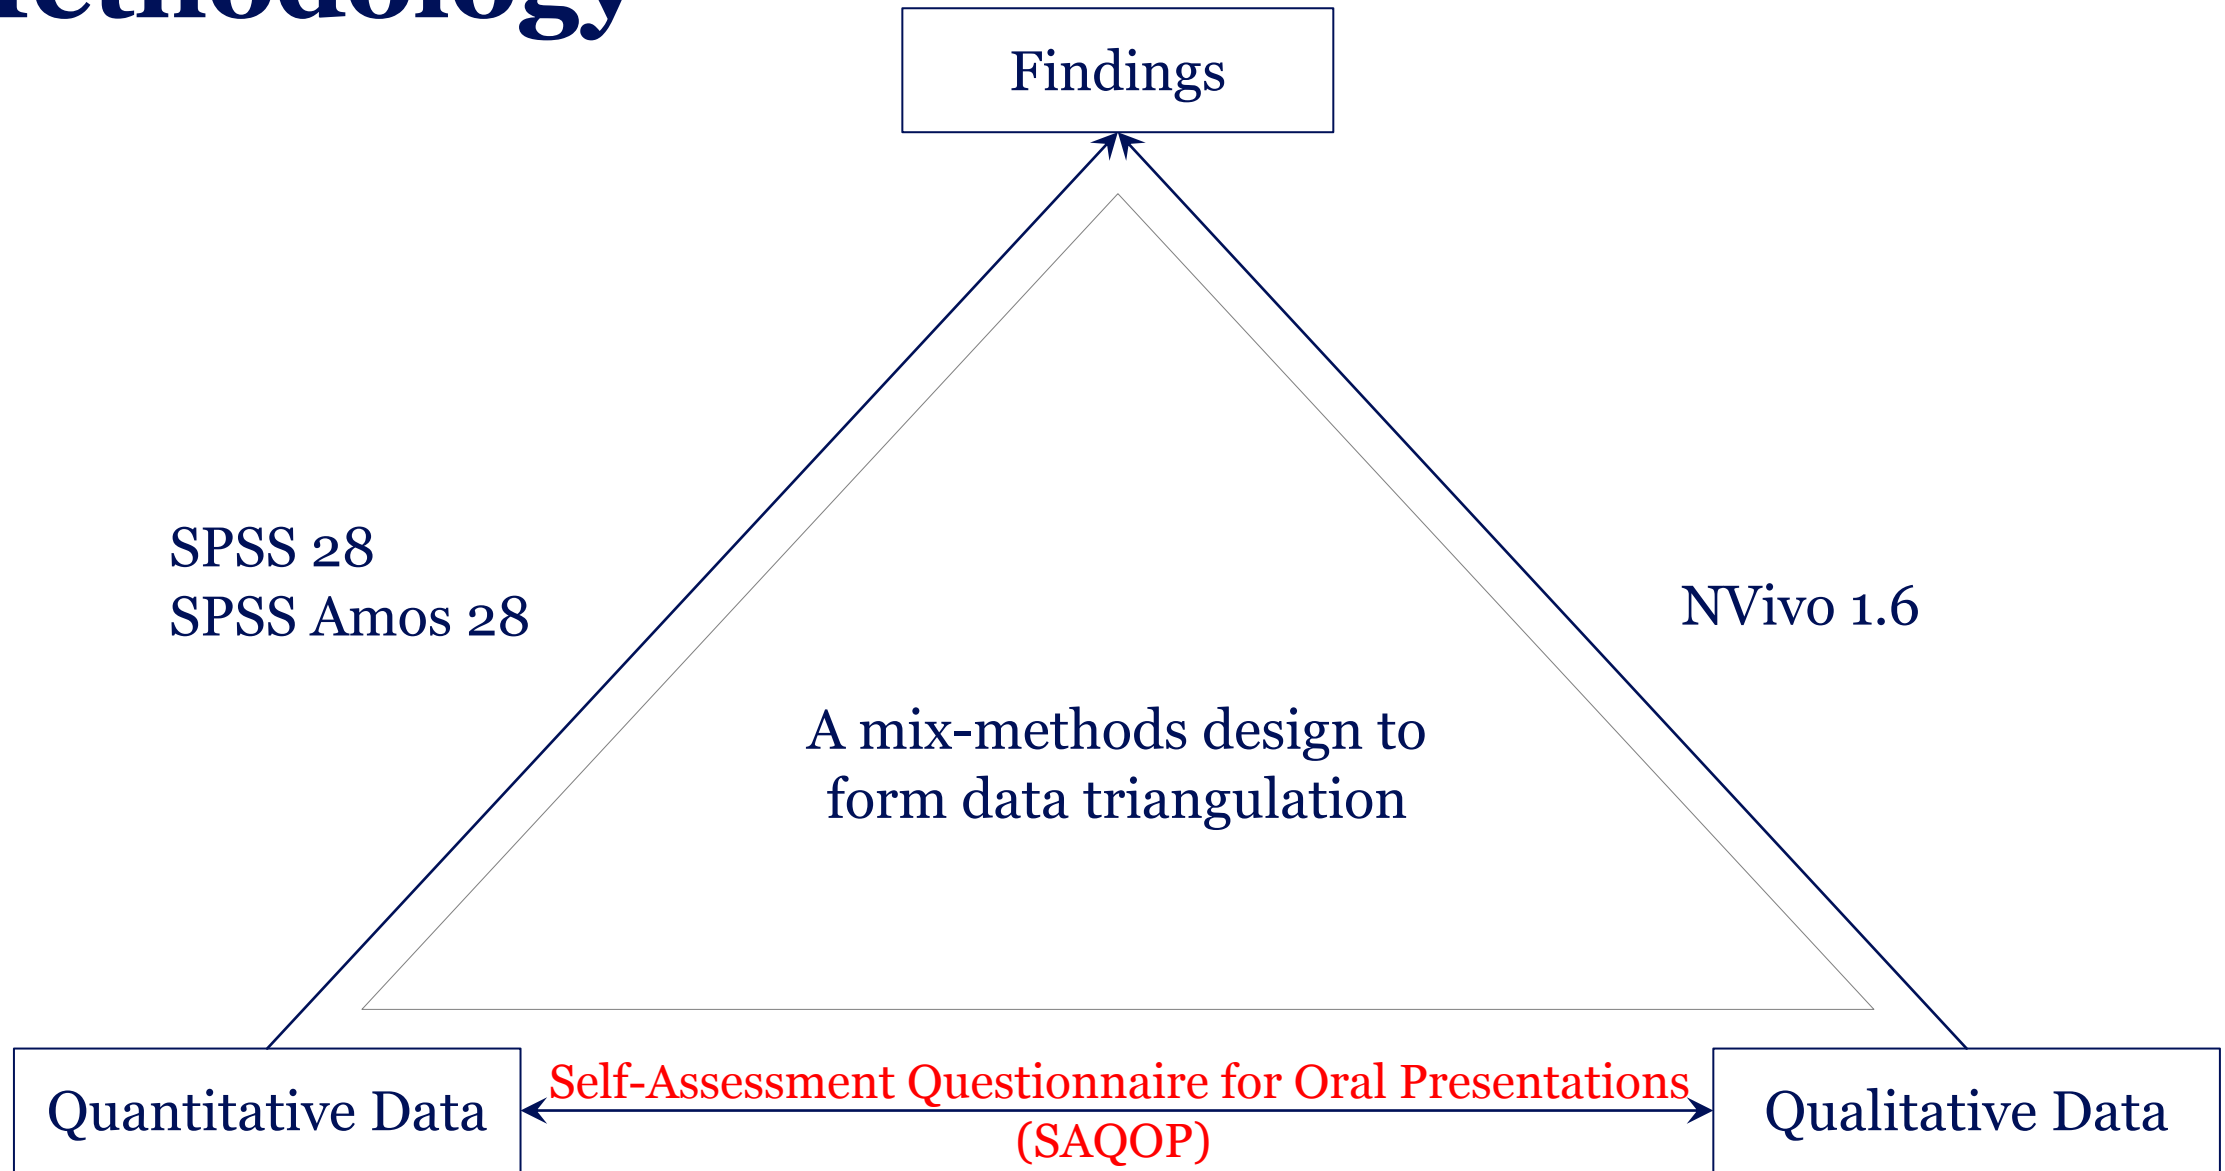 Findings
SPSS 28
SPSS Amos 28
NVivo 1.6
A mix-methods design to
form data triangulation
Quantitative Data
Self-Assessment Questionnaire for Oral Presentations
(SAQOP)
Qualitative Data